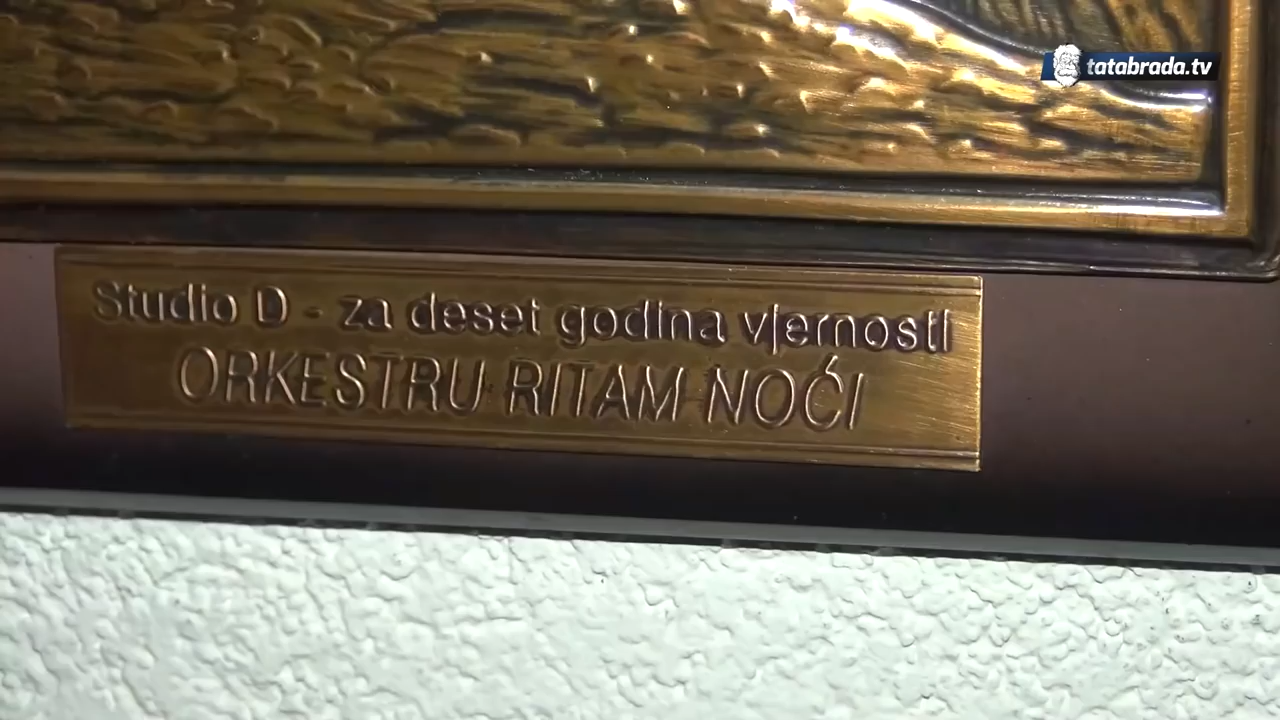 tatabrada.tv
Studio D - za deset godina vjernosti
ORKESTRU RITAM NOĆI